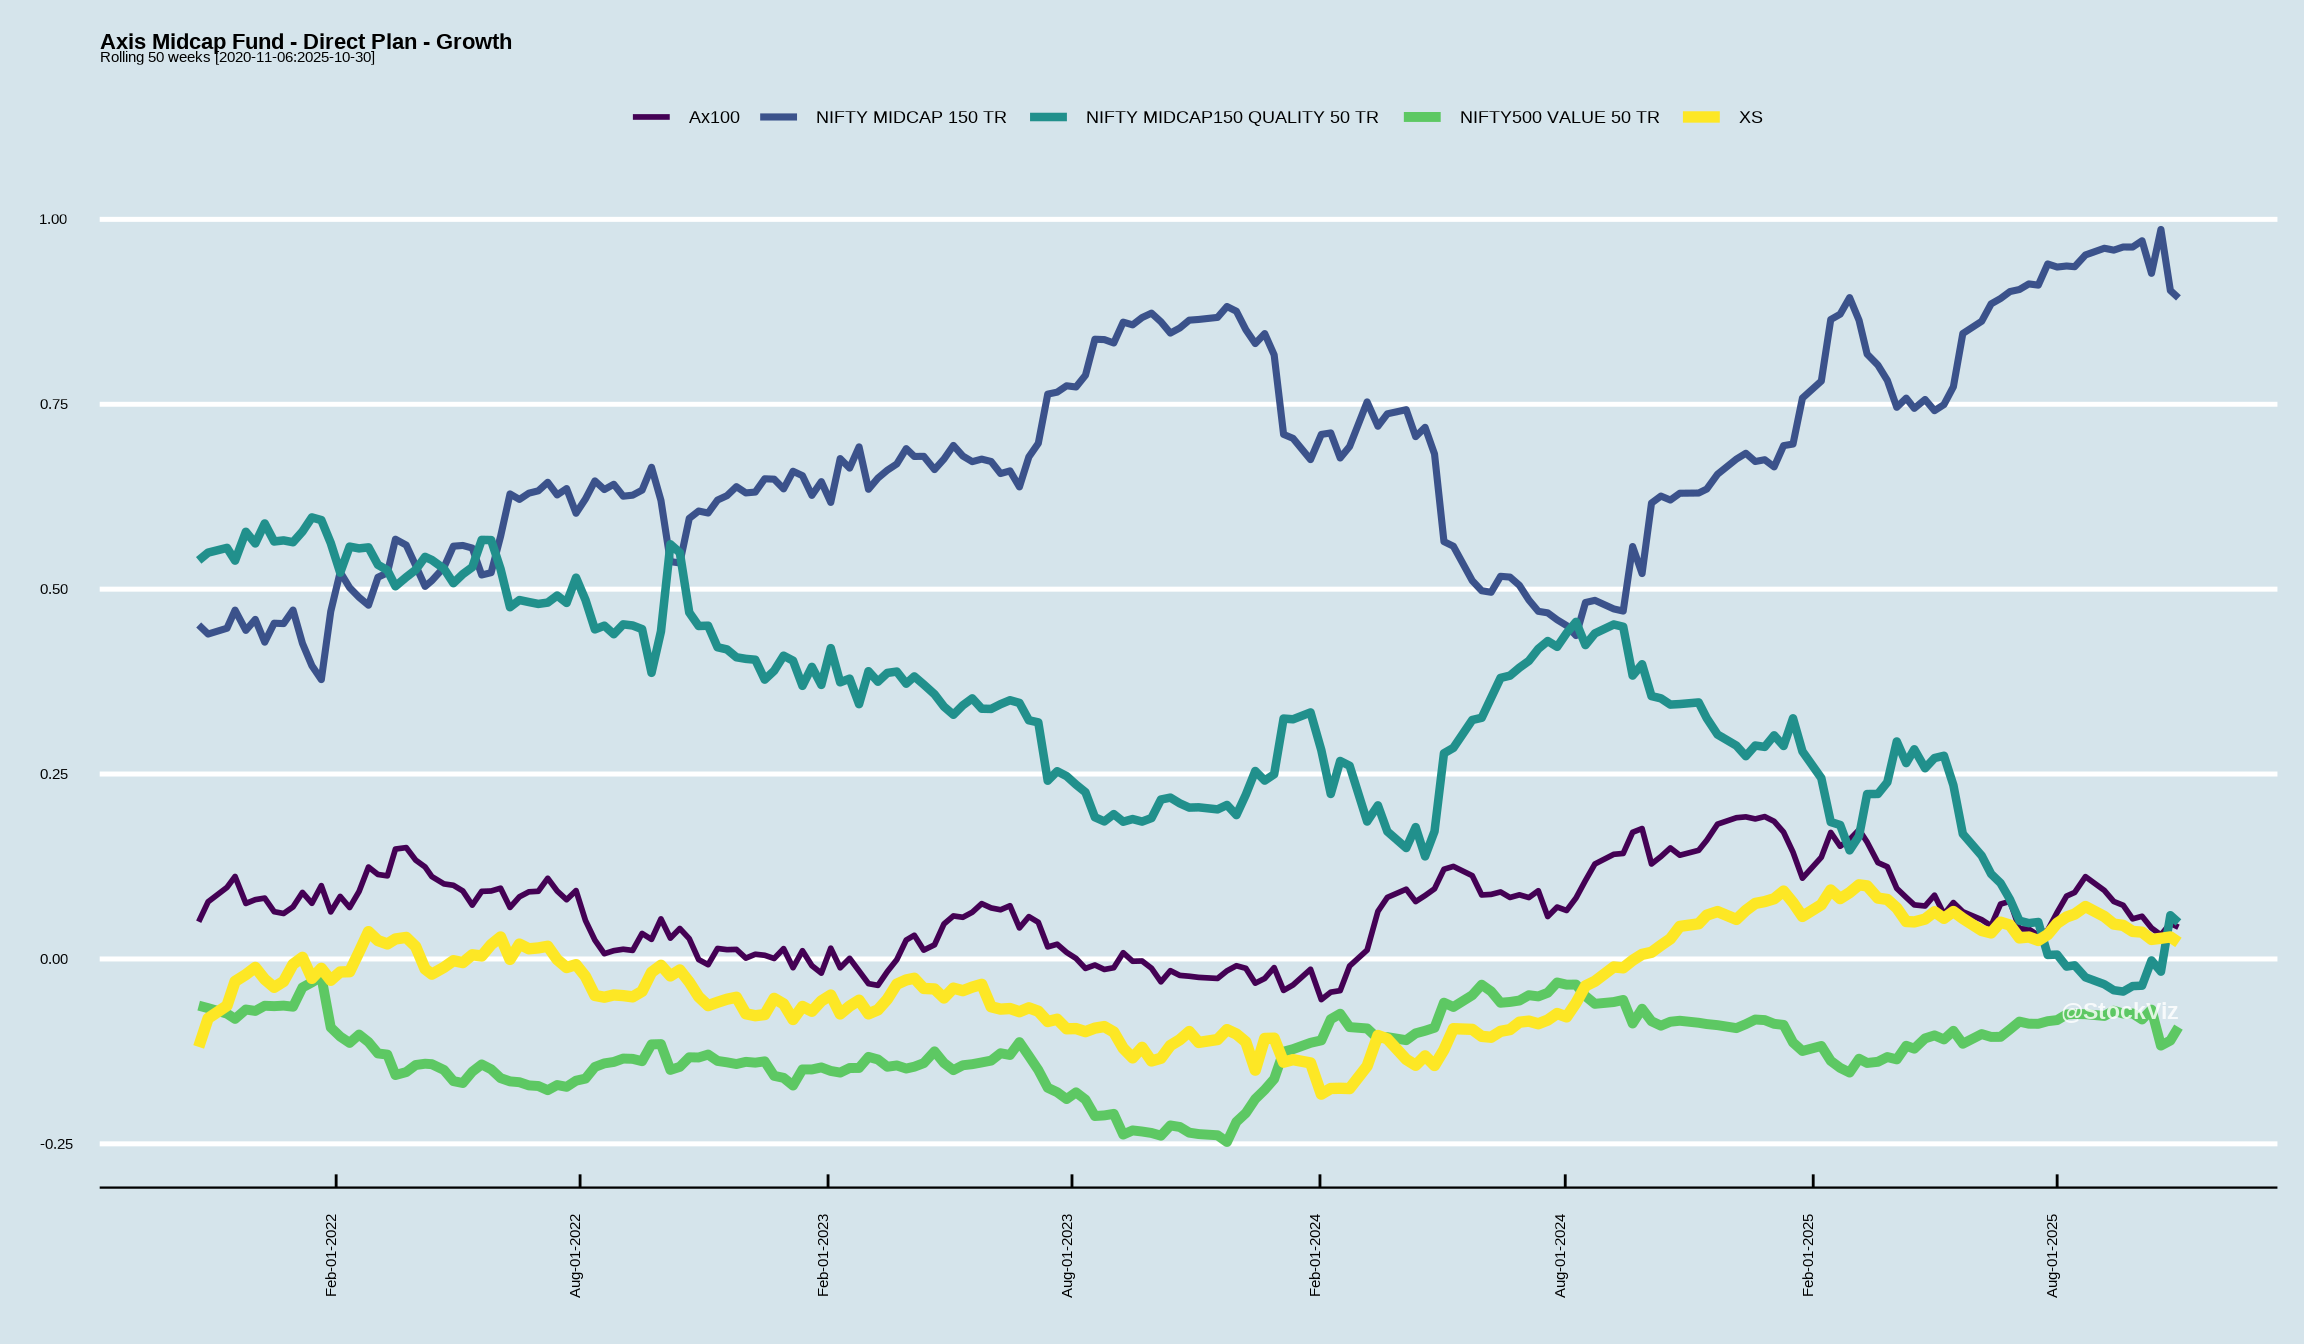 Axis Midcap Fund - Direct Plan - Growth
Rolling 50 weeks [2020-11-06:2025-10-30]
Ax100 NIFTY MIDCAP 150 TR NIFTY MIDCAP150 QUALITY 50 TR NIFTY500 VALUE 50 TR XS
1.00
0.75
0.50
0.25
0.00
-0.25
@StockViz
Feb-01-2022
Aug-01-2022
Feb-01-2023
Aug-01-2023
Feb-01-2024
Aug-01-2024
Feb-01-2025
Aug-01-2025